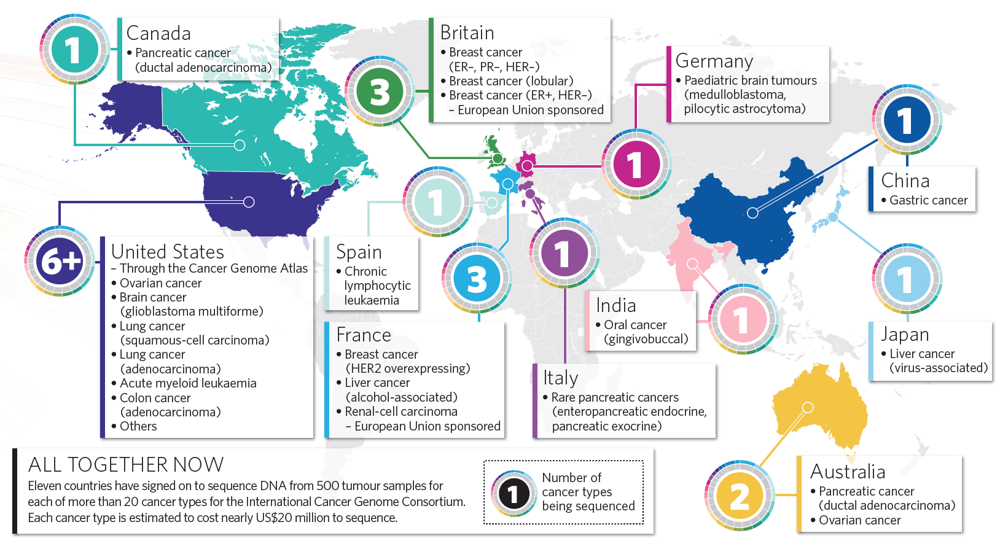 1
Canada
• Pancreatic cancer
(ductal adenocarcinoma)
3
Britain
• Breast cancer
(ER–, PR–, HER–)
• Breast cancer (lobular)
• Breast cancer (ER+, HER–)
– European Union sponsored
1
Germany
• Paediatric brain tumours
(medulloblastoma,
pilocytic astrocytoma)
1
China
• Gastric cancer
6+
United States
– Through the Cancer Genome Atlas
• Ovarian cancer
• Brain cancer
(glioblastoma multiforme)
• Lung cancer
(squamous-cell carcinoma)
• Lung cancer
(adenocarcinoma)
• Acute myeloid leukaemia
• Colon cancer
(adenocarcinoma)
• Others
1
Spain
• Chronic
lymphocytic
leukaemia
3
France
• Breast cancer
(HER2 overexpressing)
• Liver cancer
(alcohol-associated)
• Renal-cell carcinoma
– European Union sponsored
1
Italy
• Rare pancreatic cancers
(enteropancreatic endocrine,
pancreatic exocrine)
1
India
• Oral cancer
(gingivobuccal)
1
Japan
• Liver cancer
(virus-associated)
2
Australia
• Pancreatic cancer
(ductal adenocarcinoma)
• Ovarian cancer
ALL TOGETHER NOW
Eleven countries have signed on to sequence DNA from 500 tumour samples for
each of more than 20 cancer types for the International Cancer Genome Consortium.
Each cancer type is estimated to cost nearly US$20 million to sequence.
1
Number of
cancer types
being sequenced